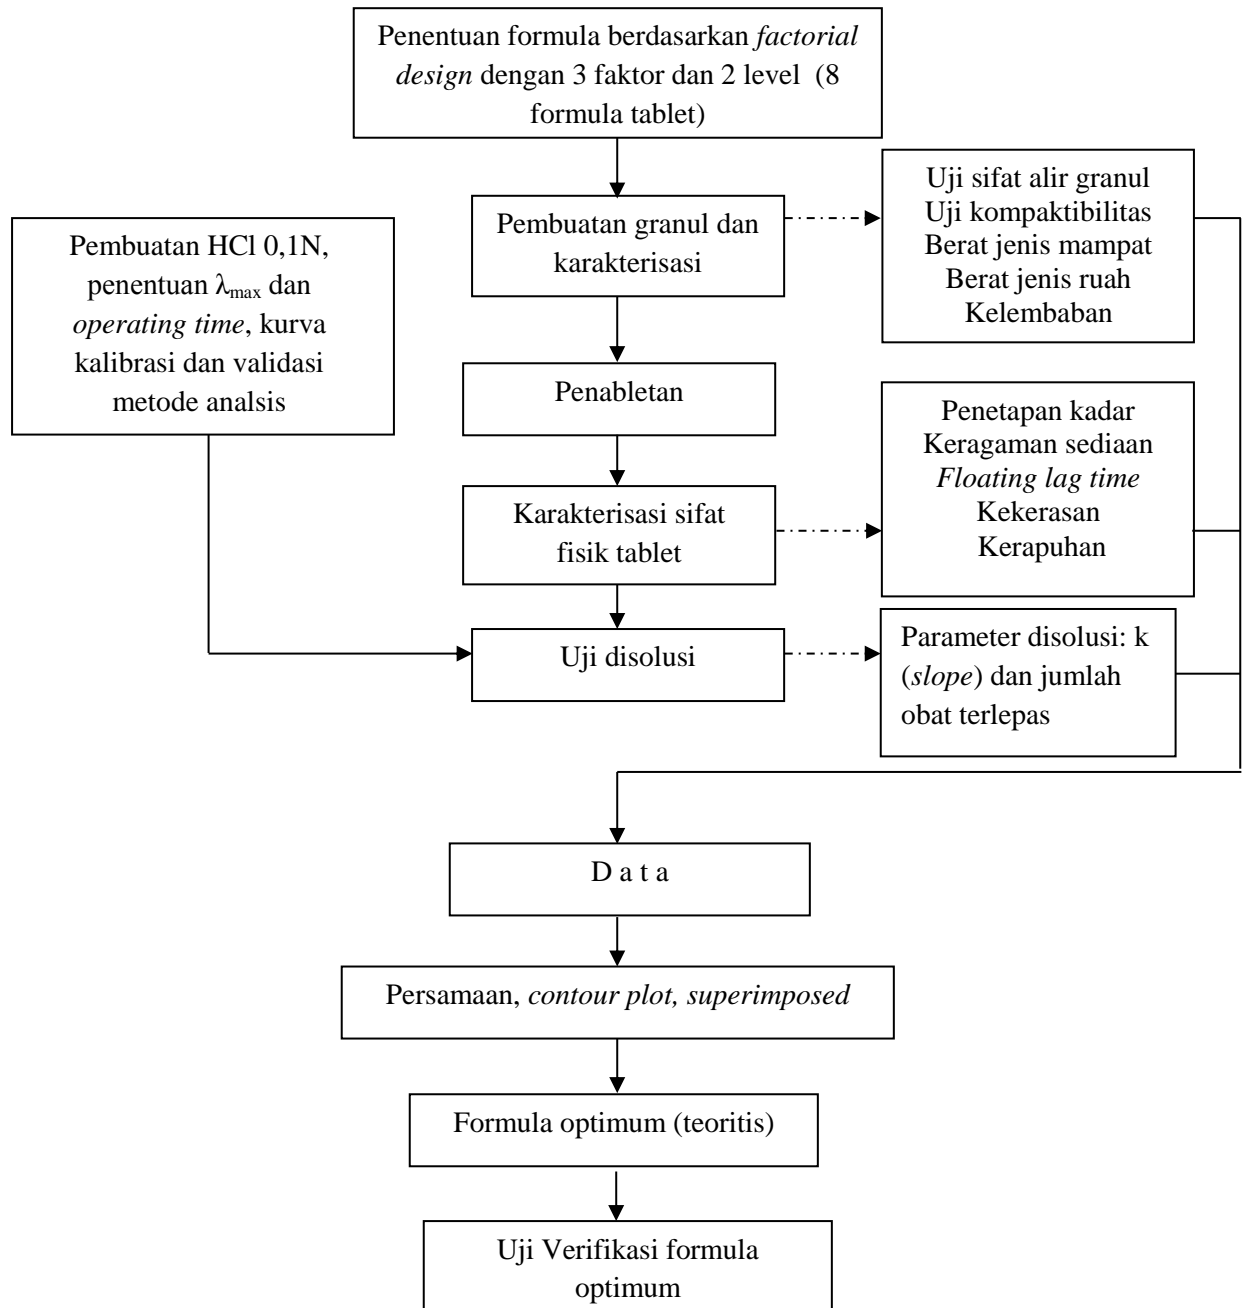 Penentuan formula berdasarkan factorial
design dengan 3 faktor dan 2 level (8
formula tablet)
Pembuatan granul dan
karakterisasi
Uji sifat alir granul
Uji kompaktibilitas
Berat jenis mampat
Berat jenis ruah
Kelembaban
Pembuatan HCl 0,1N,
penentuan λmax dan
operating time, kurva
kalibrasi dan validasi
metode analsis
Penabletan
Penetapan kadar
Keragaman sediaan
Floating lag time
Kekerasan
Kerapuhan
Karakterisasi sifat
fisik tablet
Uji disolusi
Parameter disolusi: k
(slope) dan jumlah
obat terlepas
D a t a
Persamaan, contour plot, superimposed
Formula optimum (teoritis)
Uji Verifikasi formula
optimum